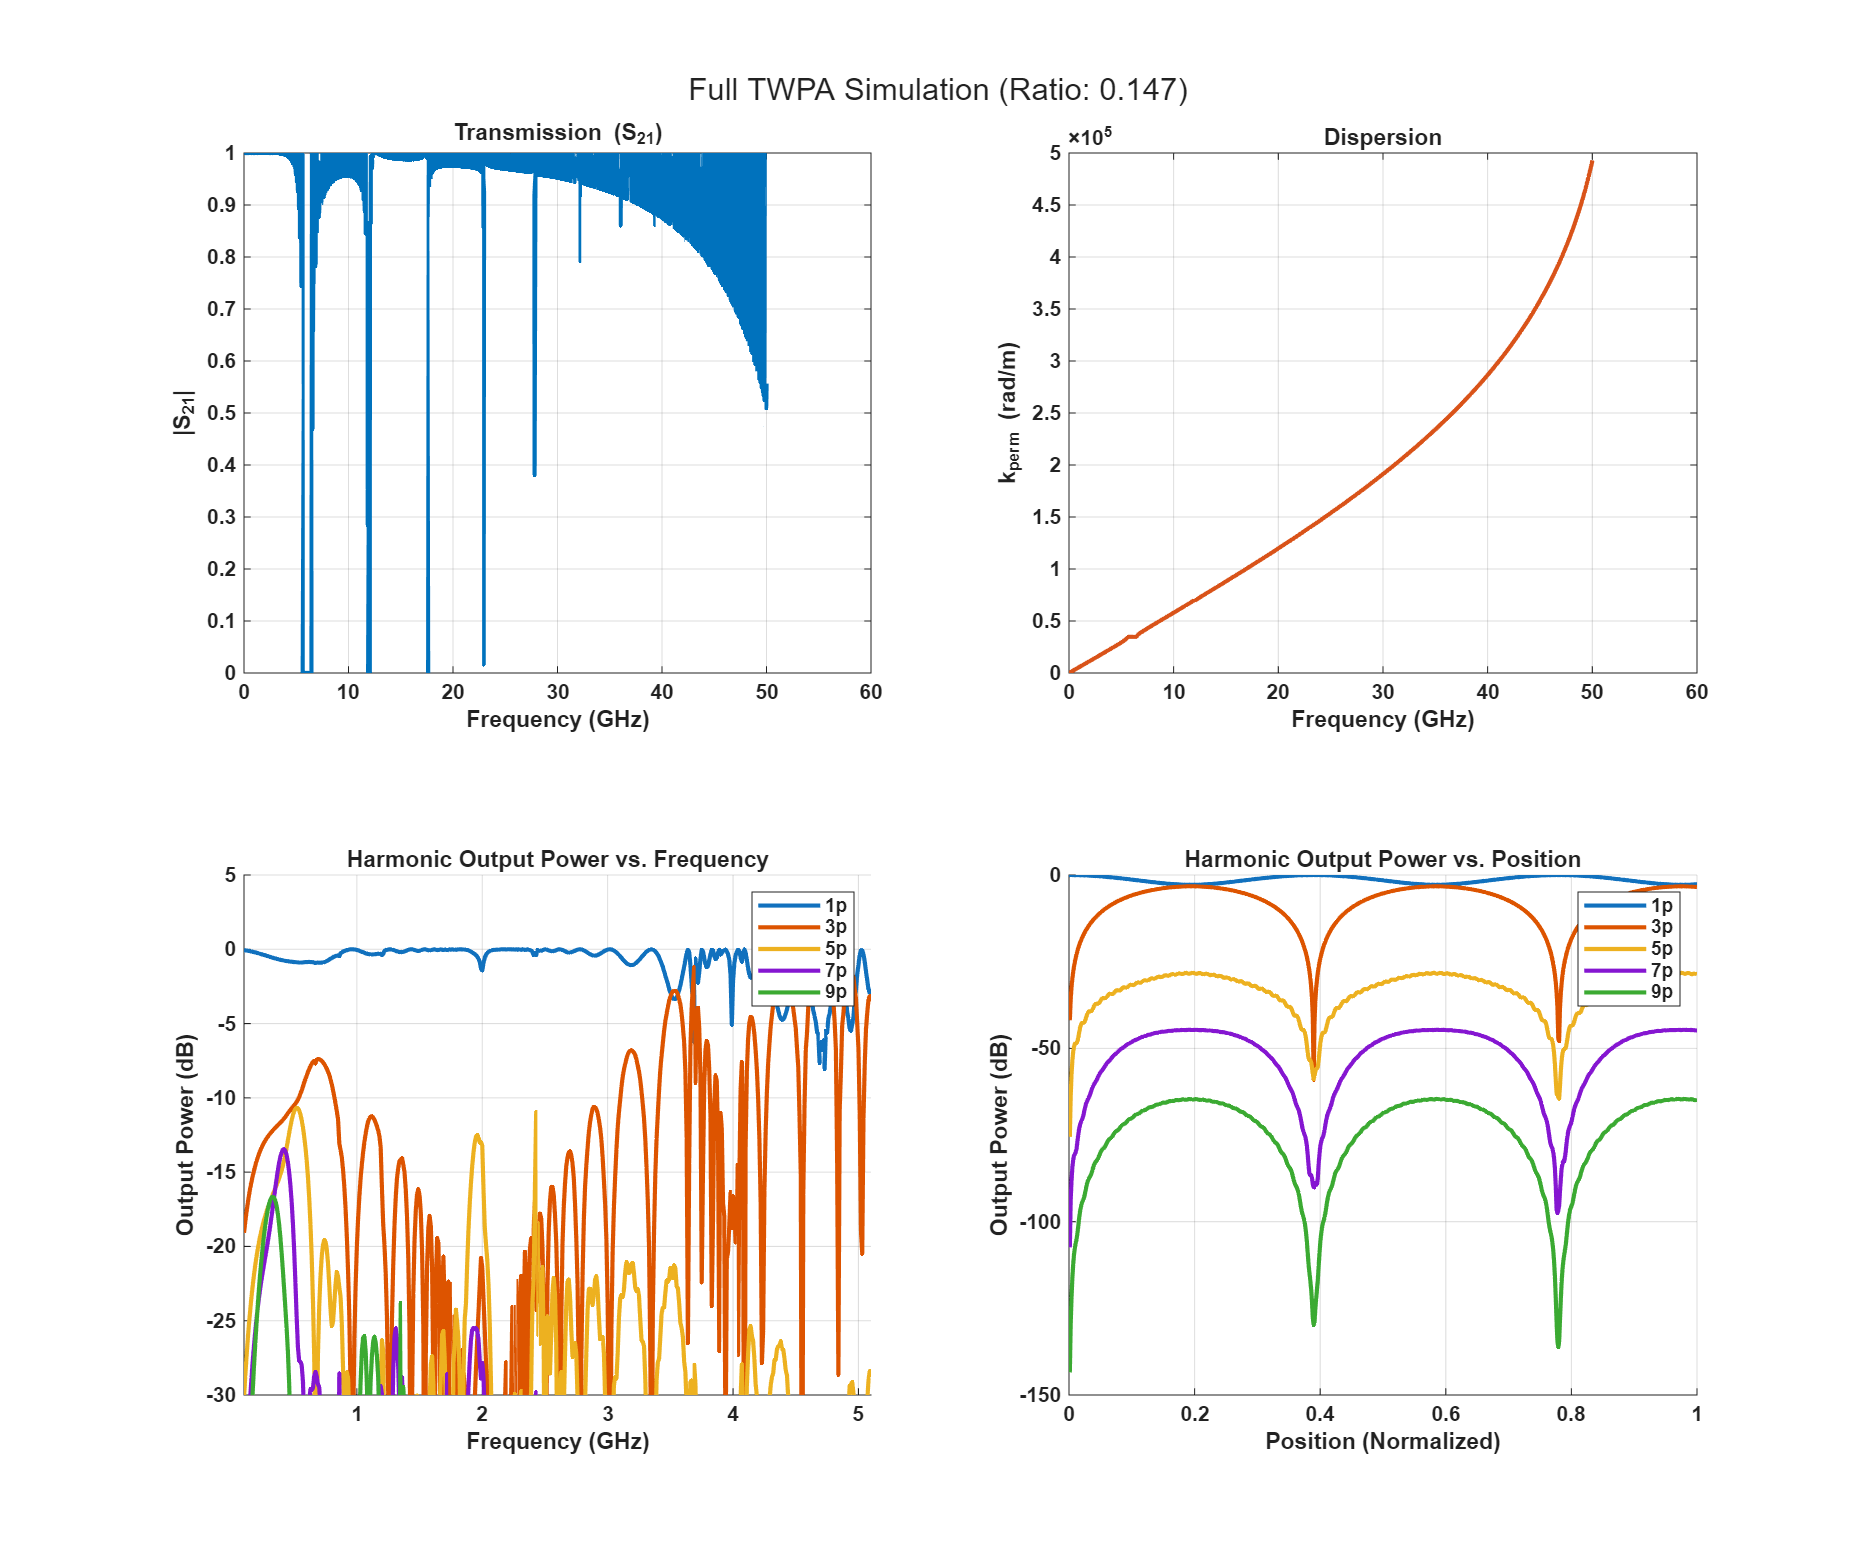 Full TWPA Simulation (Ratio: 0.147)
Transmission (S21)
1
0.9
0.8
0.7
0.6
0.5
0.4
0.3
0.2
0.1
0
|S21|
0 10 20 30 40 50 60
Frequency (GHz)
×10^5
Dispersion
5
4.5
4
3.5
3
2.5
2
1.5
1
0.5
0
kperm (rad/m)
0 10 20 30 40 50 60
Frequency (GHz)
Harmonic Output Power vs. Frequency
5
0
-5
-10
-15
-20
-25
-30
Output Power (dB)
1p
3p
5p
7p
9p
1 2 3 4 5
Frequency (GHz)
Harmonic Output Power vs. Position
0
-50
-100
-150
Output Power (dB)
1p
3p
5p
7p
9p
0 0.2 0.4 0.6 0.8 1
Position (Normalized)